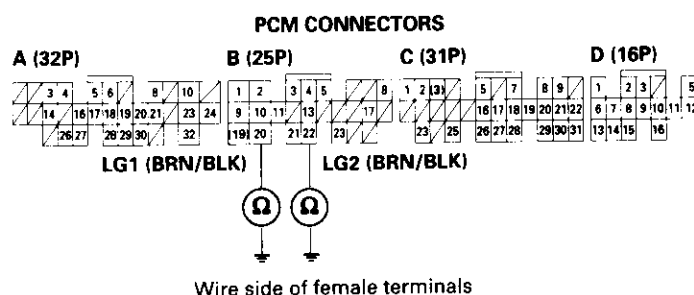 PCM CONNECTORS
A (32P) B (25P) C (31P) D (16P)
3 4 5 6 8 10 1 2 3 4 5 8 1 2 (3) 5 7 8 9 1 2 3 5
14 16 17 18 19 20 21 23 24 9 10 11 13 17 16 17 18 19 20 21 22 6 7 8 9 10 11 12
26 27 28 29 30 32 (19) 20 21 22 23 23 25 26 27 28 29 30 31 13 14 15 16
LG1 (BRN/BLK) LG2 (BRN/BLK)
Ω Ω
Wire side of female terminals